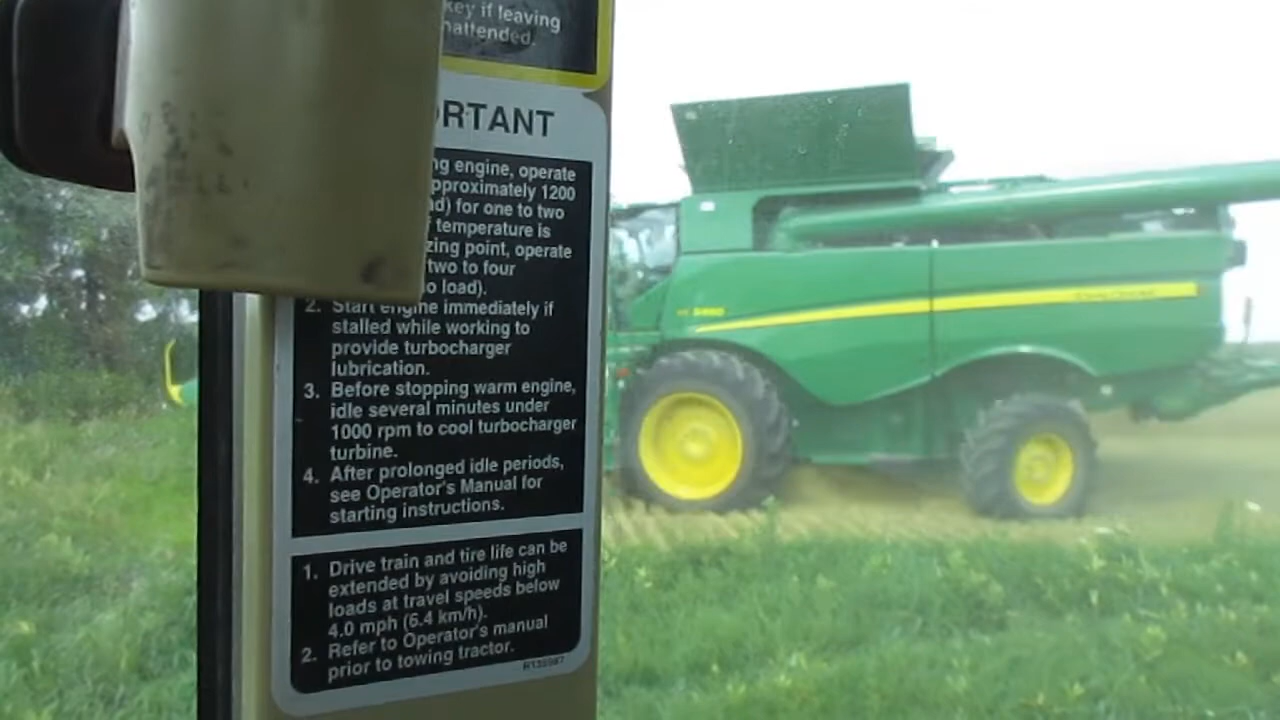 key if leaving
nattended.
ORTANT
ng engine, operate
pproximately 1200
ad) for one to two
f temperature is
zing point, operate
two to four
o load).
2. Start engine immediately if
stalled while working to
provide turbocharger
lubrication.
3. Before stopping warm engine,
idle several minutes under
1000 rpm to cool turbocharger
turbine.
4. After prolonged idle periods,
see Operator's Manual for
starting instructions.
1. Drive train and tire life can be
extended by avoiding high
loads at travel speeds below
4.0 mph (6.4 km/h).
2. Refer to Operator's manual
prior to towing tractor.